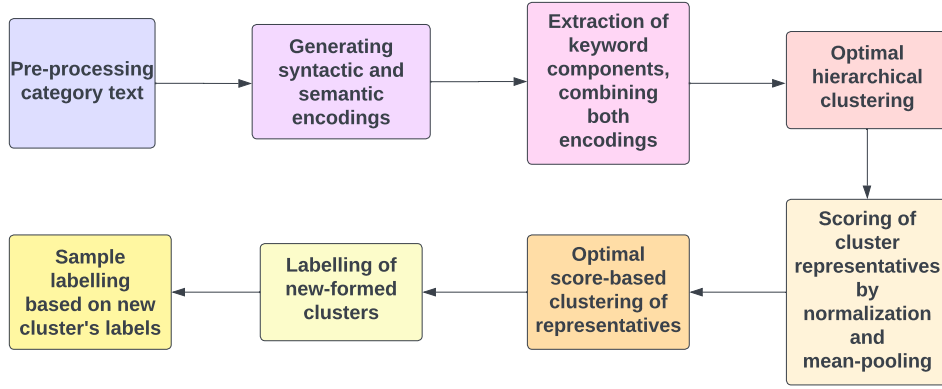 Pre-processing
category text
Generating
syntactic and
semantic
encodings
Extraction of
keyword
components,
combining
both
encodings
Optimal
hierarchical
clustering
Scoring of
cluster
representatives
by
normalization
and
mean-pooling
Optimal
score-based
clustering of
representatives
Labelling of
new-formed
clusters
Sample
labelling
based on new
cluster's labels